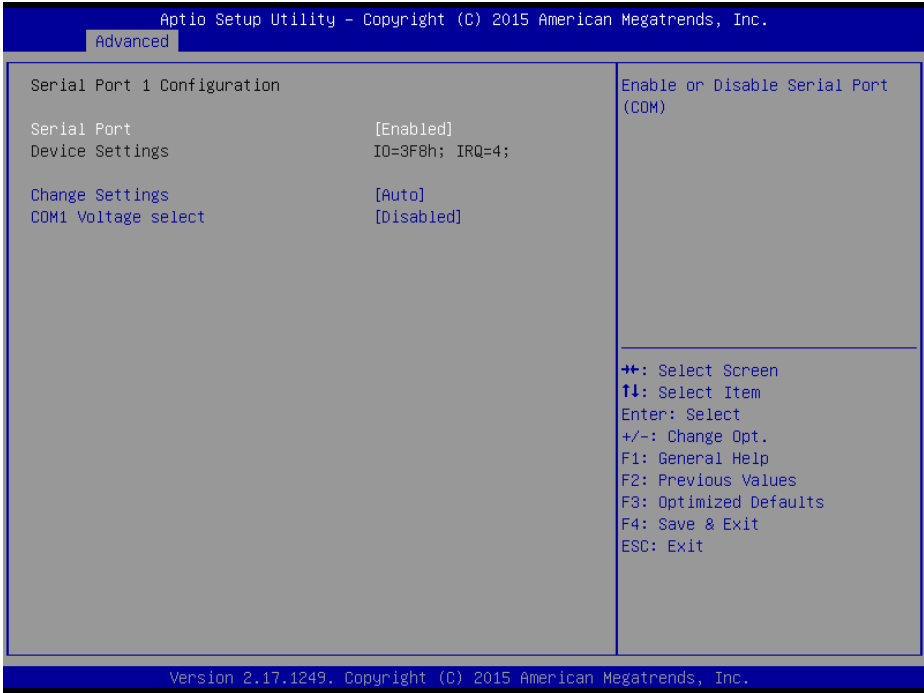 Aptio Setup Utility – Copyright (C) 2015 American Megatrends, Inc.
Advanced
Serial Port 1 Configuration
Serial Port [Enabled]
Device Settings IO=3F8h; IRQ=4;
Change Settings [Auto]
COM1 Voltage select [Disabled]
Enable or Disable Serial Port
(COM)
→←: Select Screen
↑↓: Select Item
Enter: Select
+/-: Change Opt.
F1: General Help
F2: Previous Values
F3: Optimized Defaults
F4: Save & Exit
ESC: Exit
Version 2.17.1249. Copyright (C) 2015 American Megatrends, Inc.